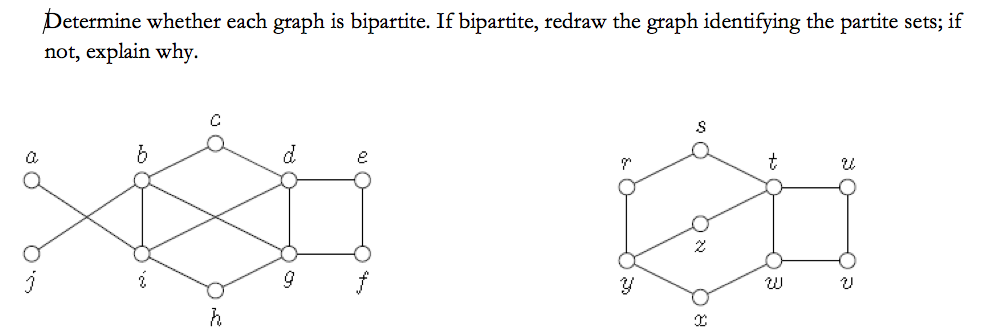 Determine whether each graph is bipartite. If bipartite, redraw the graph identifying the partite sets; if
not, explain why.
c
s
a b d e
r t u
z
j i g f
y w v
h
x